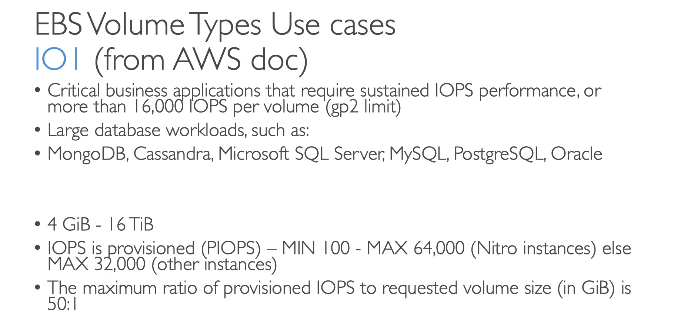 EBS Volume Types Use cases
IO1 (from AWS doc)
• Critical business applications that require sustained IOPS performance, or
more than 16,000 IOPS per volume (gp2 limit)
• Large database workloads, such as:
• MongoDB, Cassandra, Microsoft SQL Server, MySQL, PostgreSQL, Oracle
• 4 GiB - 16 TiB
• IOPS is provisioned (PIOPS) – MIN 100 - MAX 64,000 (Nitro instances) else
MAX 32,000 (other instances)
• The maximum ratio of provisioned IOPS to requested volume size (in GiB) is
50:1